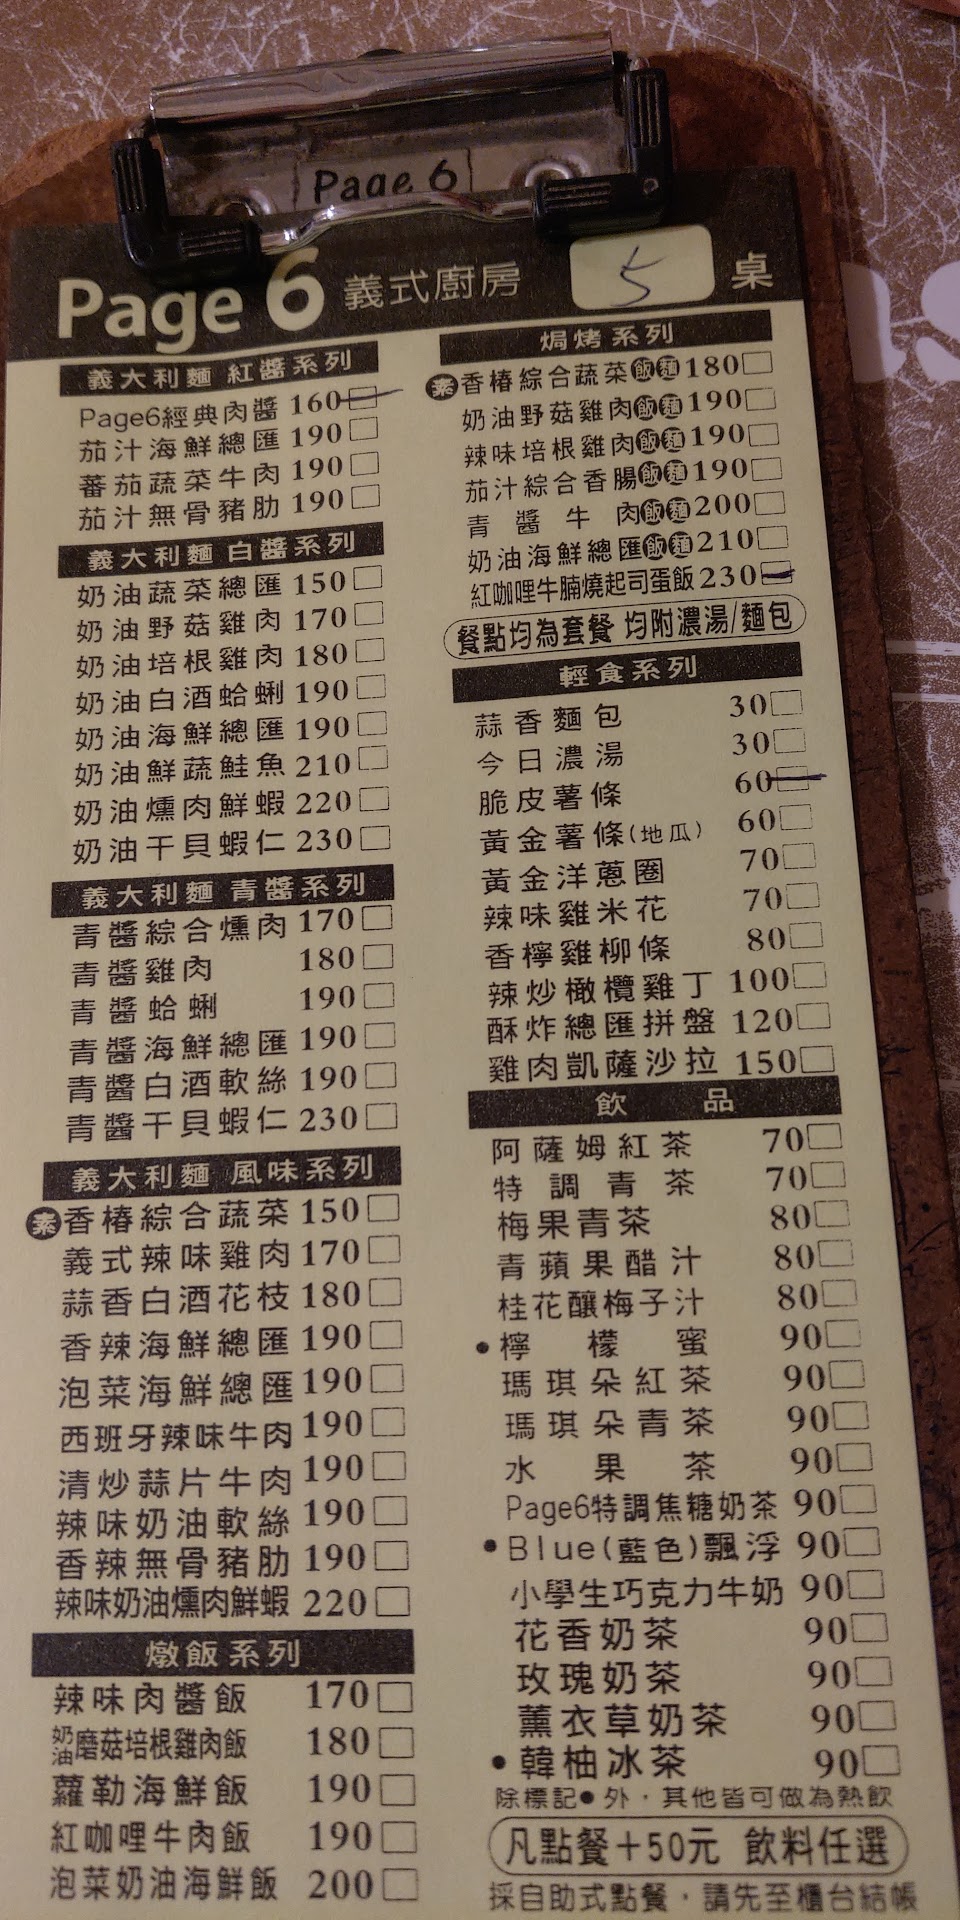 Page 6
Page 6 義式廚房 5 桌
義大利麵 紅醬系列
Page6經典肉醬 160
茄汁海鮮總匯 190
蕃茄蔬菜牛肉 190
茄汁無骨豬肋 190
義大利麵 白醬系列
奶油蔬菜總匯 150
奶油野菇雞肉 170
奶油培根雞肉 180
奶油白酒蛤蜊 190
奶油海鮮總匯 190
奶油鮮蔬鮭魚 210
奶油燻肉鮮蝦 220
奶油干貝蝦仁 230
義大利麵 青醬系列
青醬綜合燻肉 170
青醬雞肉 180
青醬蛤蜊 190
青醬海鮮總匯 190
青醬白酒軟絲 190
青醬干貝蝦仁 230
義大利麵 風味系列
素 香椿綜合蔬菜 150
義式辣味雞肉 170
蒜香白酒花枝 180
香辣海鮮總匯 190
泡菜海鮮總匯 190
西班牙辣味牛肉 190
清炒蒜片牛肉 190
辣味奶油軟絲 190
香辣無骨豬肋 190
辣味奶油燻肉鮮蝦 220
燉飯系列
辣味肉醬飯 170
奶油磨菇培根雞肉飯 180
蘿勒海鮮飯 190
紅咖哩牛肉飯 190
泡菜奶油海鮮飯 200
焗烤系列
素 香椿綜合蔬菜飯麵 180
奶油野菇雞肉飯麵 190
辣味培根雞肉飯麵 190
茄汁綜合香腸飯麵 190
青醬牛肉飯麵 200
奶油海鮮總匯飯麵 210
紅咖哩牛腩燒起司蛋飯 230
餐點均為套餐 均附濃湯/麵包
輕食系列
蒜香麵包 30
今日濃湯 30
脆皮薯條 60
黃金薯條(地瓜) 60
黃金洋蔥圈 70
辣味雞米花 70
香檸雞柳條 80
辣炒橄欖雞丁 100
酥炸總匯拼盤 120
雞肉凱薩沙拉 150
飲品
阿薩姆紅茶 70
特調青茶 70
梅果青茶 80
青蘋果醋汁 80
桂花釀梅子汁 80
●檸檬蜜 90
瑪琪朵紅茶 90
瑪琪朵青茶 90
水果茶 90
Page6特調焦糖奶茶 90
●Blue(藍色)飄浮 90
小學生巧克力牛奶 90
花香奶茶 90
玫瑰奶茶 90
薰衣草奶茶 90
●韓柚冰茶 90
除標記●外,其他皆可做為熱飲
凡點餐+50元 飲料任選
採自助式點餐,請先至櫃台結帳